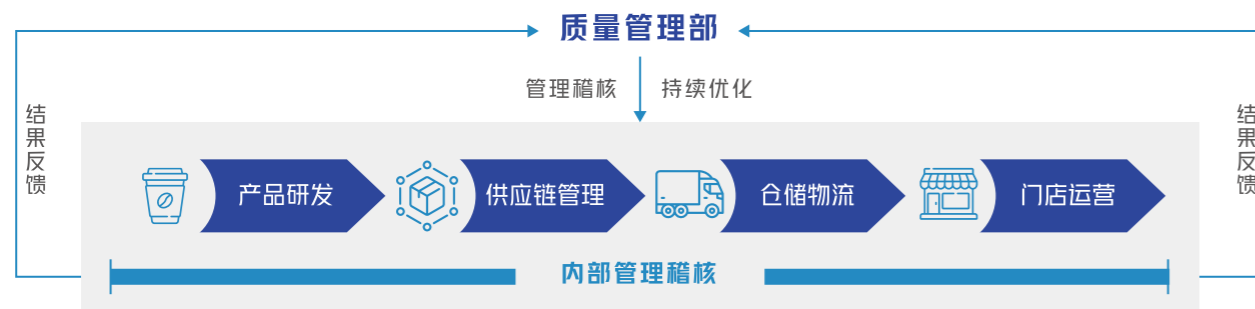 质量管理部
管理稽核
持续优化
结果反馈
结果反馈
产品研发
供应链管理
仓储物流
门店运营
内部管理稽核